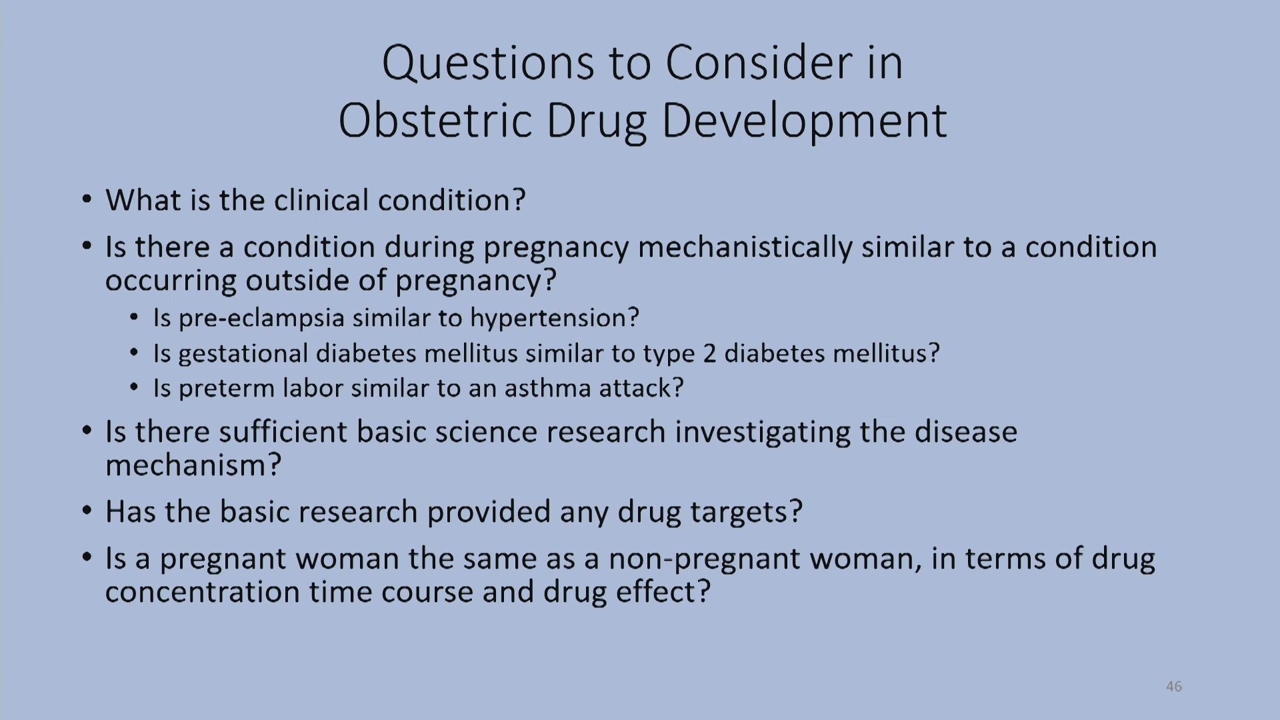 Questions to Consider in
Obstetric Drug Development
• What is the clinical condition?
• Is there a condition during pregnancy mechanistically similar to a condition
occurring outside of pregnancy?
• Is pre-eclampsia similar to hypertension?
• Is gestational diabetes mellitus similar to type 2 diabetes mellitus?
• Is preterm labor similar to an asthma attack?
• Is there sufficient basic science research investigating the disease
mechanism?
• Has the basic research provided any drug targets?
• Is a pregnant woman the same as a non-pregnant woman, in terms of drug
concentration time course and drug effect?
46